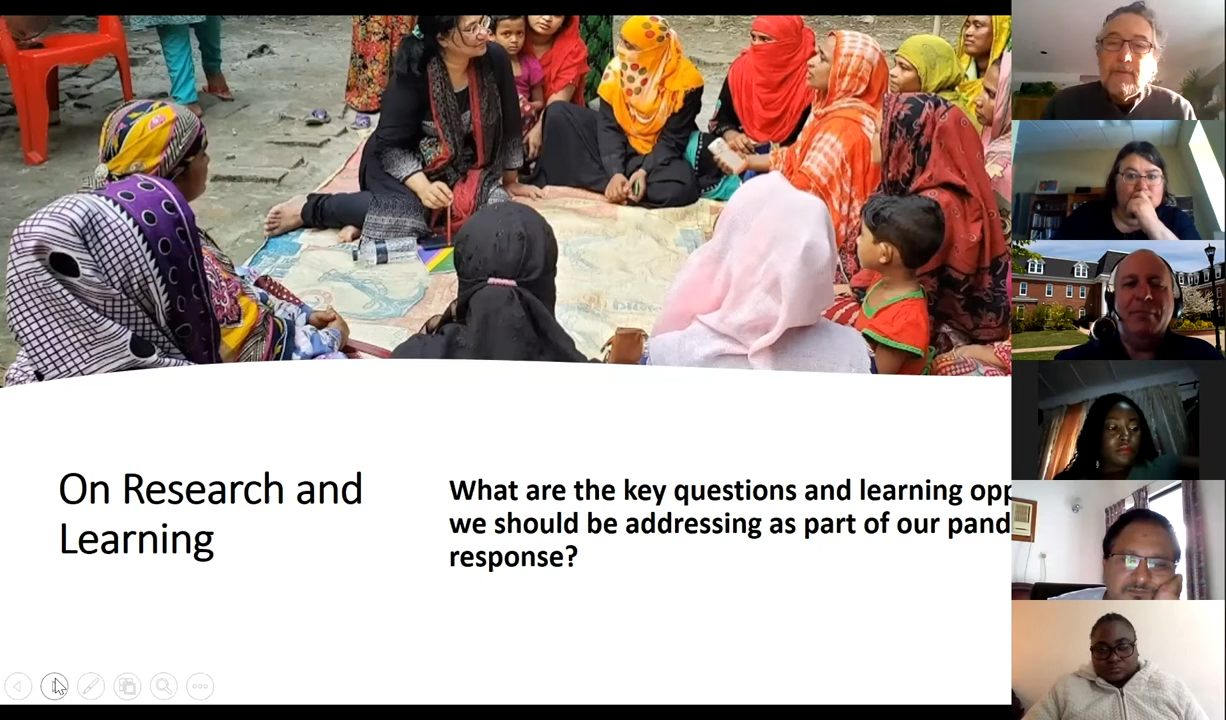 On Research and
Learning
What are the key questions and learning opp
we should be addressing as part of our pand
response?